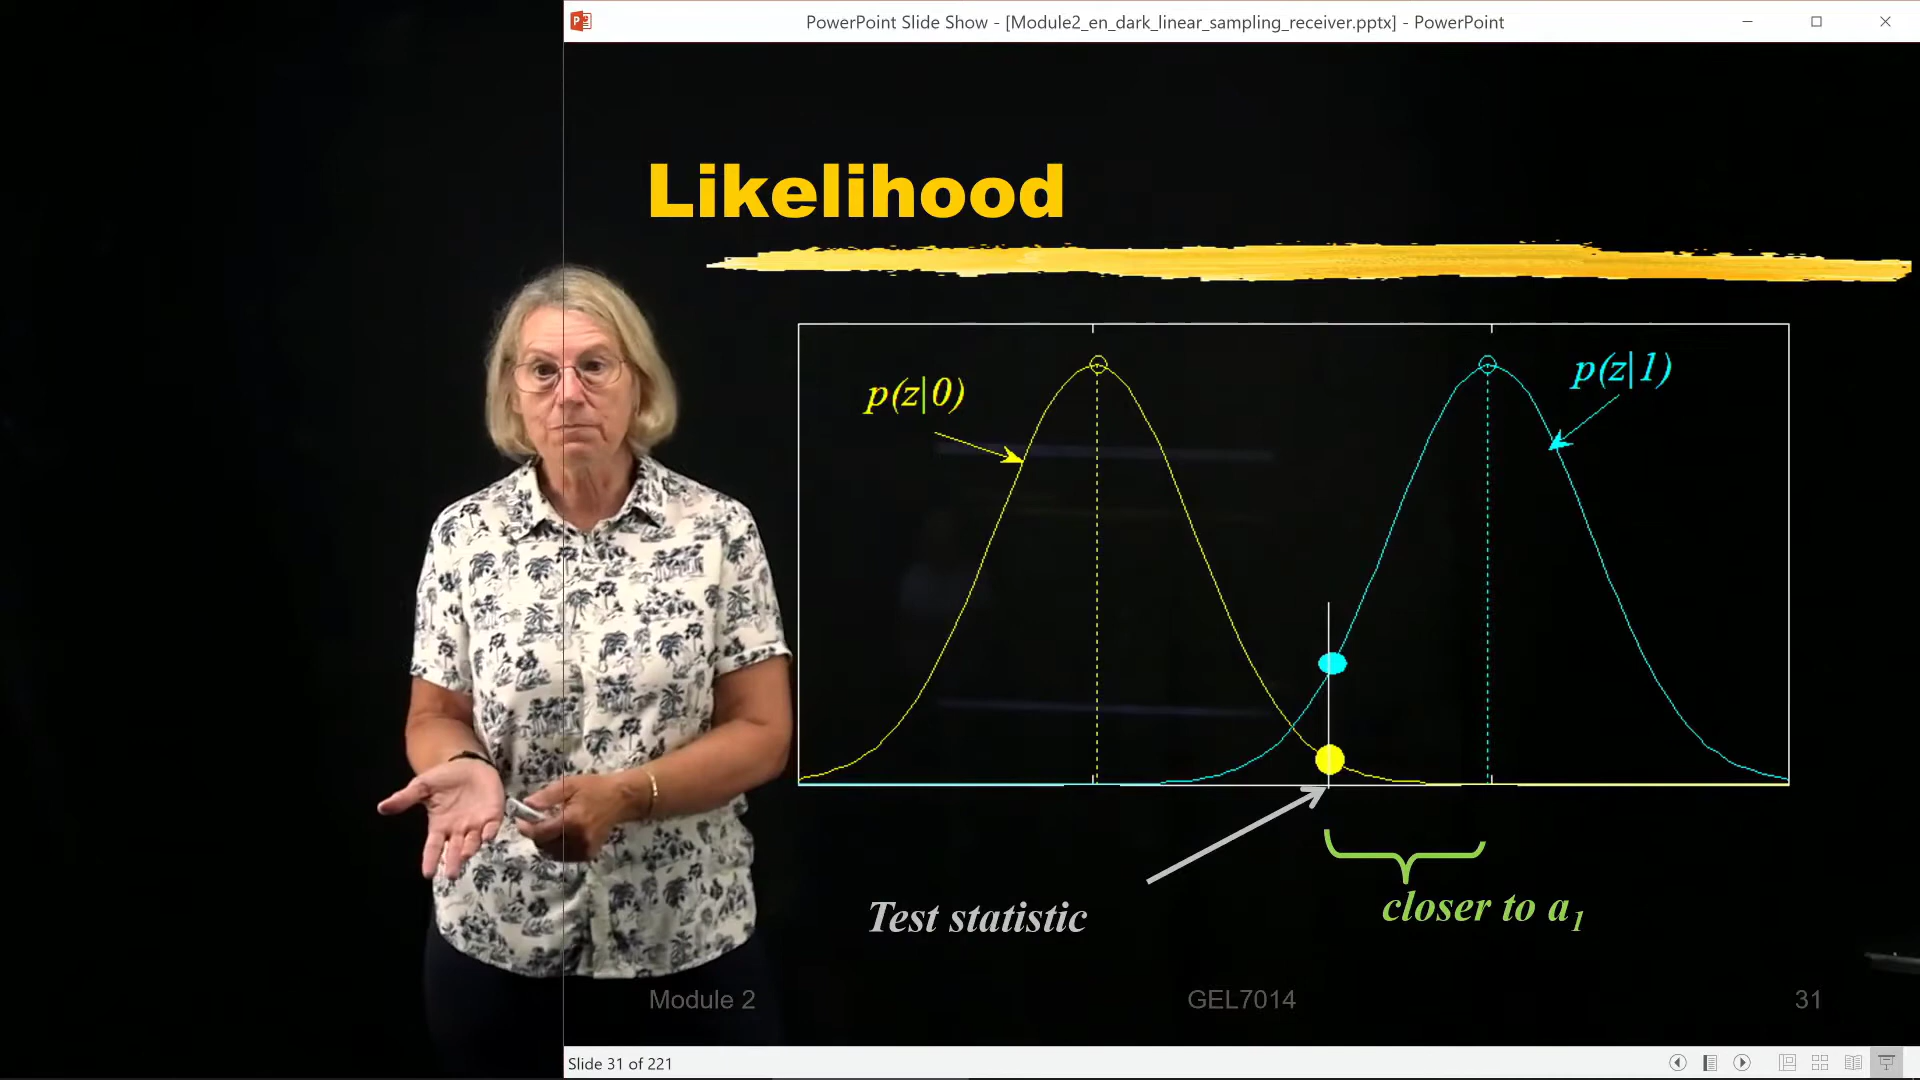 PowerPoint Slide Show - [Module2_en_dark_linear_sampling_receiver.pptx] - PowerPoint
Likelihood
p(z|0)
p(z|1)
Test statistic
closer to a1
Module 2
GEL7014
31
Slide 31 of 221